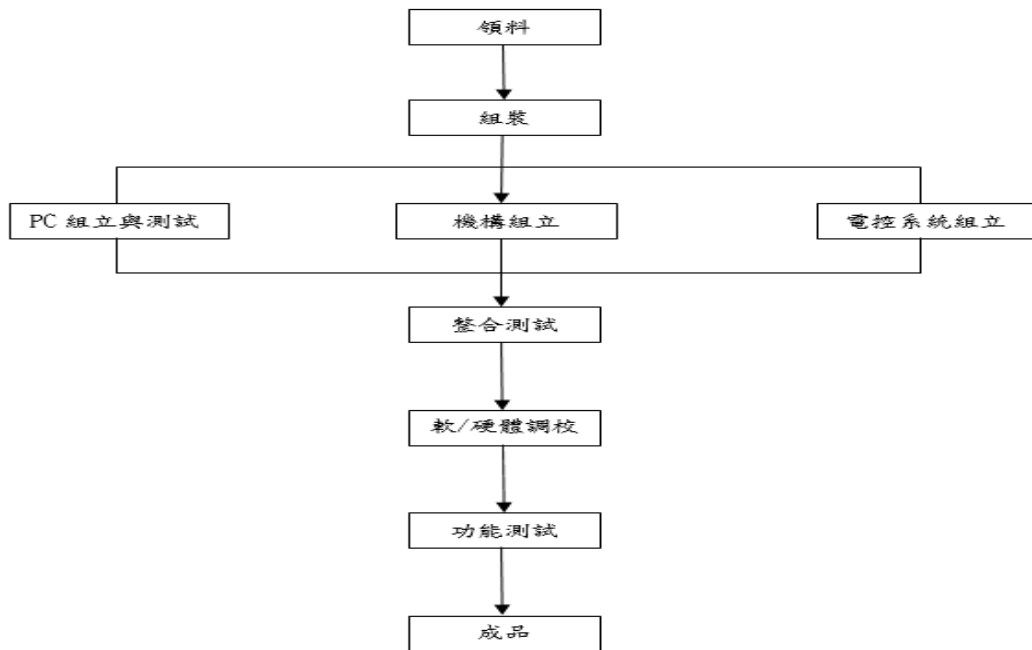 領料
組裝
PC 組立與測試
機構組立
電控系統組立
整合測試
軟/硬體調校
功能測試
成品